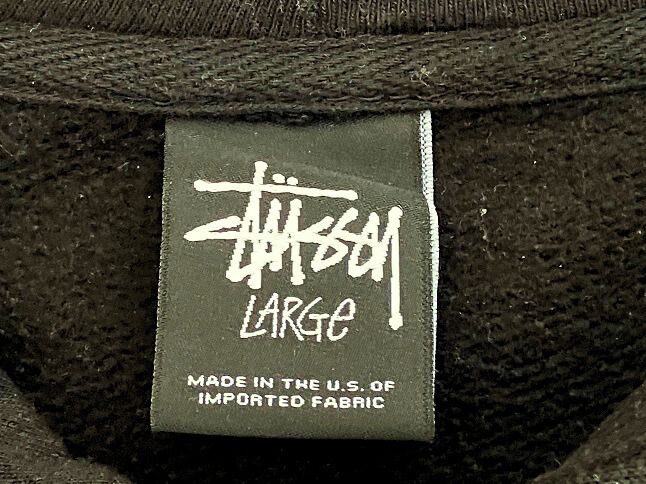 STÜSSY
LARGE
MADE IN THE U.S. OF
IMPORTED FABRIC